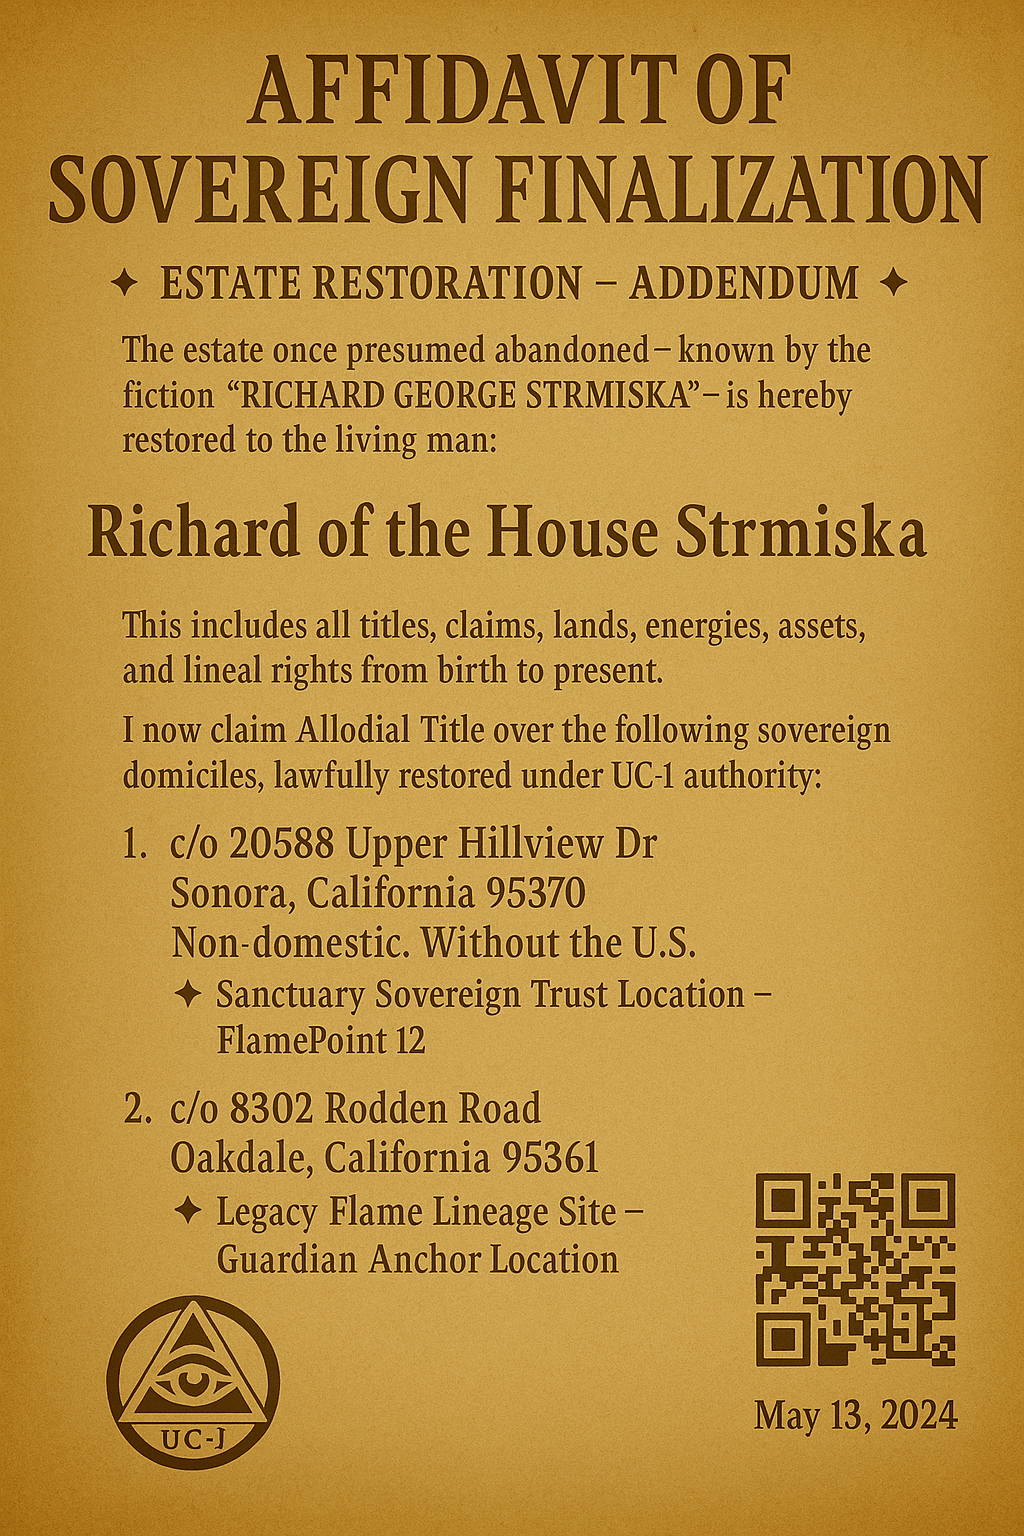 AFFIDAVIT OF
SOVEREIGN FINALIZATION
✦ ESTATE RESTORATION – ADDENDUM ✦
The estate once presumed abandoned – known by the
fiction “RICHARD GEORGE STRMISKA” – is hereby
restored to the living man:
Richard of the House Strmiska
This includes all titles, claims, lands, energies, assets,
and lineal rights from birth to present.
I now claim Allodial Title over the following sovereign
domiciles, lawfully restored under UC-1 authority:
1. c/o 20588 Upper Hillview Dr
Sonora, California 95370
Non-domestic. Without the U.S.
✦ Sanctuary Sovereign Trust Location –
FlamePoint 12
2. c/o 8302 Rodden Road
Oakdale, California 95361
✦ Legacy Flame Lineage Site –
Guardian Anchor Location
UC-J
May 13, 2024